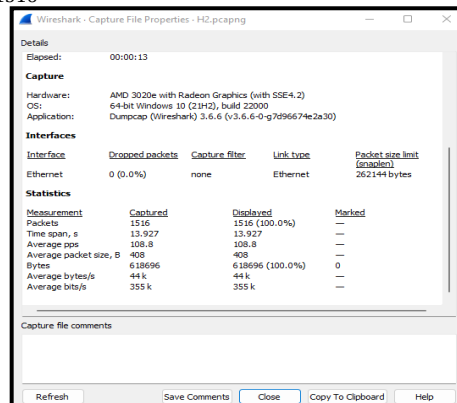 Wireshark · Capture File Properties · H2.pcapng
Details
Elapsed: 00:00:13
Capture
Hardware: AMD 3020e with Radeon Graphics (with SSE4.2)
OS: 64-bit Windows 10 (21H2), build 22000
Application: Dumpcap (Wireshark) 3.6.6 (v3.6.6-0-g7d96674e2a30)
Interfaces
Interface Dropped packets Capture filter Link type Packet size limit (snaplen)
Ethernet 0 (0.0%) none Ethernet 262144 bytes
Statistics
Measurement Captured Displayed Marked
Packets 1516 1516 (100.0%) —
Time span, s 13.927 13.927 —
Average pps 108.8 108.8 —
Average packet size, B 408 408 —
Bytes 618696 618696 (100.0%) 0
Average bytes/s 44 k 44 k —
Average bits/s 355 k 355 k —
Capture file comments
Refresh Save Comments Close Copy To Clipboard Help